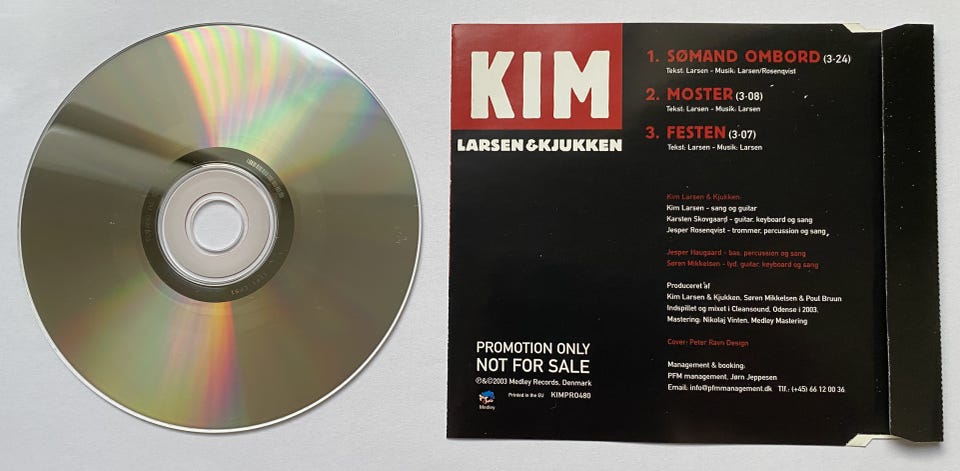 KIM
LARSEN & KJUKKEN
1. SØMAND OMBORD (3-24)
Tekst: Larsen - Musik: Larsen/Rosenqvist
2. MOSTER (3-08)
Tekst: Larsen - Musik: Larsen
3. FESTEN (3-07)
Tekst: Larsen - Musik: Larsen
Kim Larsen & Kjukken:
Kim Larsen - sang og guitar
Karsten Skovgaard - guitar, keyboard og sang
Jesper Rosenqvist - trommer, percussion og sang
Jesper Haugaard - bas, percussion og sang
Søren Mikkelsen - lyd, guitar, keyboard og sang
Produceret af
Kim Larsen & Kjukken, Søren Mikkelsen & Poul Bruun
Indspillet og mixet i Cleansound, Odense i 2003.
Mastering: Nikolaj Vinten, Medley Mastering
Cover: Peter Ravn Design
Management & booking:
PFM management, Jørn Jeppesen
Email: info@pfmmanagement.dk Tlf.: (+45) 66 12 00 36
PROMOTION ONLY
NOT FOR SALE
℗&©2003 Medley Records, Denmark
Printed in the EU KIMPRO480
Medley